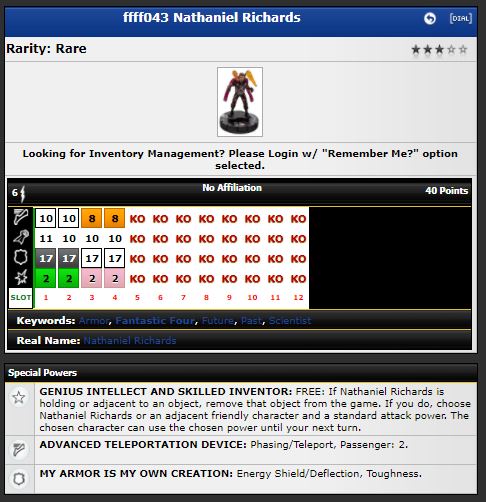 ffff043 Nathaniel Richards
[DIAL]
Rarity: Rare
Looking for Inventory Management? Please Login w/ "Remember Me?" option
selected.
6 No Affiliation 40 Points
10 10 8 8 KO KO KO KO KO KO KO KO
11 10 10 10 KO KO KO KO KO KO KO KO
17 17 17 17 KO KO KO KO KO KO KO KO
2 2 2 2 KO KO KO KO KO KO KO KO
SLOT 1 2 3 4 5 6 7 8 9 10 11 12
Keywords: Armor, Fantastic Four, Future, Past, Scientist
Real Name: Nathaniel Richards
Special Powers
GENIUS INTELLECT AND SKILLED INVENTOR: FREE: If Nathaniel Richards is
holding or adjacent to an object, remove that object from the game. If you do, choose
Nathaniel Richards or an adjacent friendly character and a standard attack power. The
chosen character can use the chosen power until your next turn.
ADVANCED TELEPORTATION DEVICE: Phasing/Teleport, Passenger: 2.
MY ARMOR IS MY OWN CREATION: Energy Shield/Deflection, Toughness.